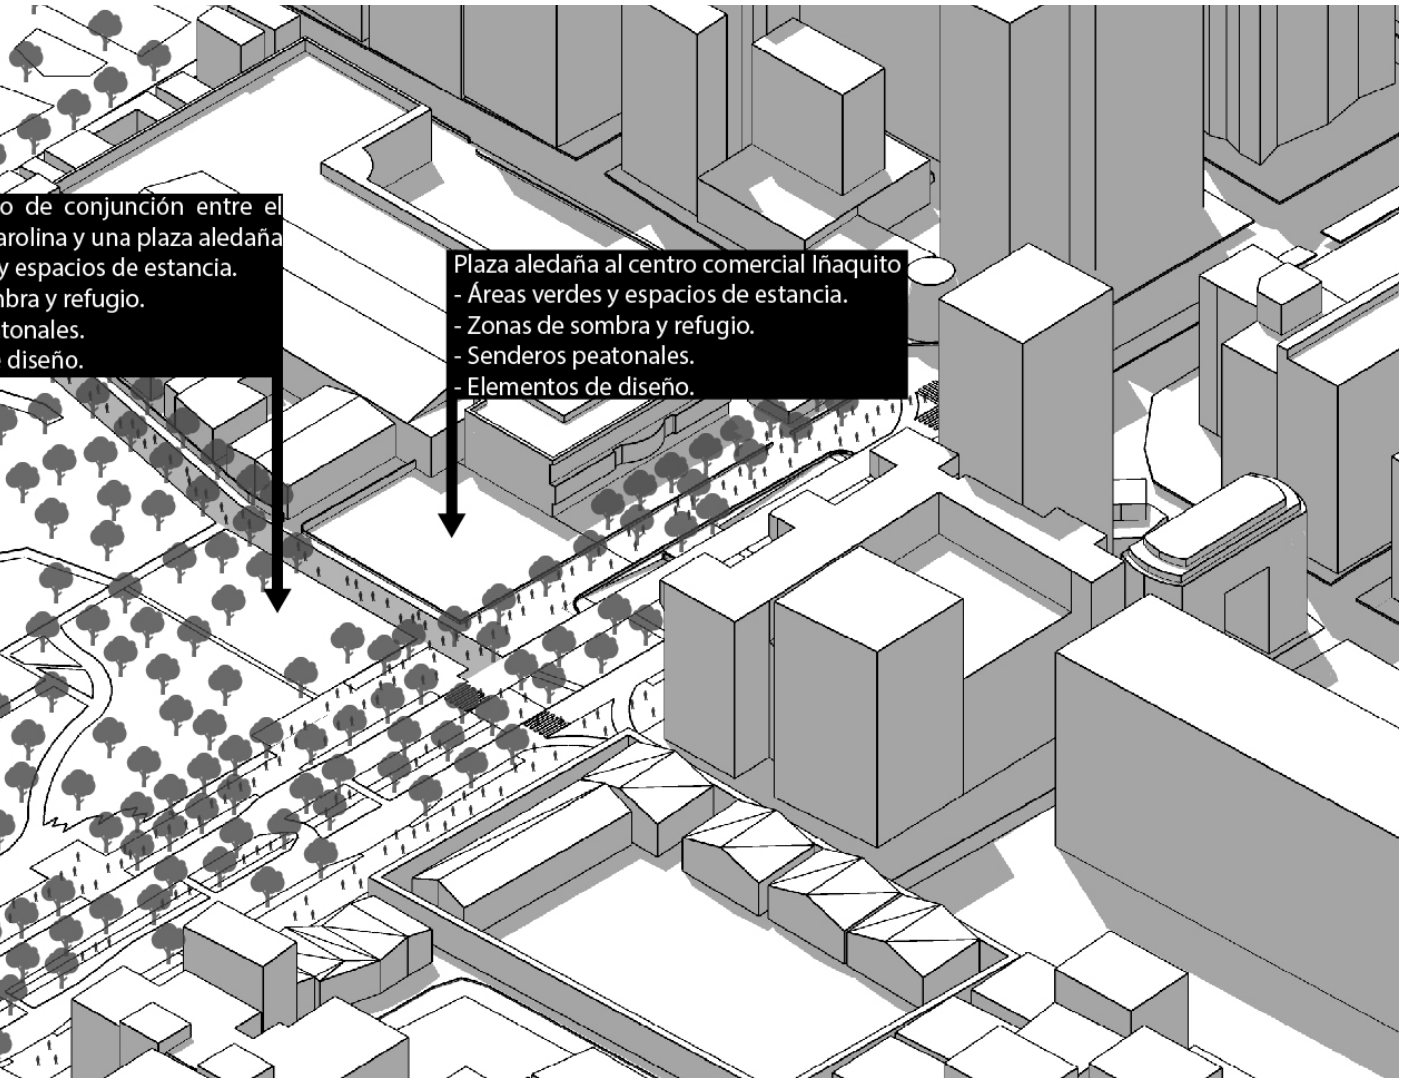 o de conjunción entre el
arolina y una plaza aledaña
y espacios de estancia.
nbra y refugio.
tonales.
diseño.
Plaza aledaña al centro comercial Iñaquito
- Áreas verdes y espacios de estancia.
- Zonas de sombra y refugio.
- Senderos peatonales.
- Elementos de diseño.